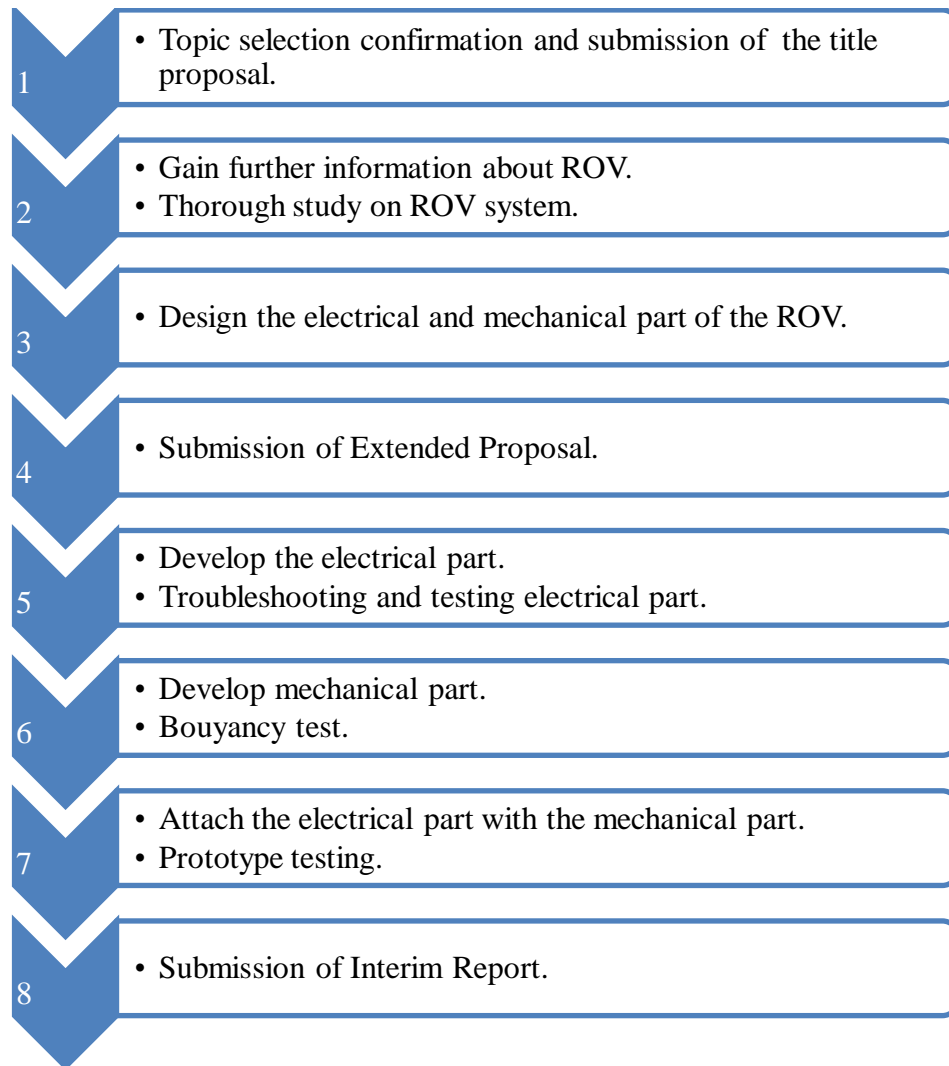 1
• Topic selection confirmation and submission of the title
proposal.
2
• Gain further information about ROV.
• Thorough study on ROV system.
3
• Design the electrical and mechanical part of the ROV.
4
• Submission of Extended Proposal.
5
• Develop the electrical part.
• Troubleshooting and testing electrical part.
6
• Develop mechanical part.
• Bouyancy test.
7
• Attach the electrical part with the mechanical part.
• Prototype testing.
8
• Submission of Interim Report.